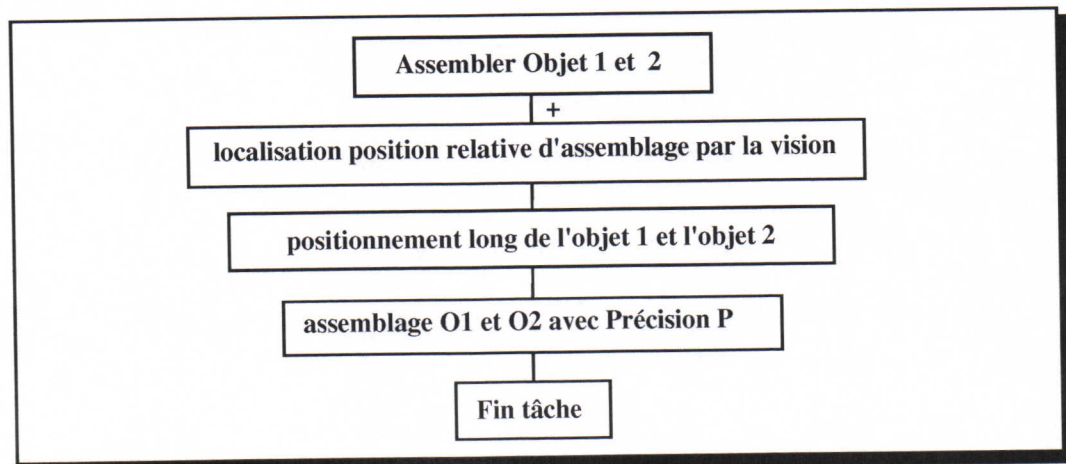 Assembler Objet 1 et 2
+
localisation position relative d'assemblage par la vision
positionnement long de l'objet 1 et l'objet 2
assemblage O1 et O2 avec Précision P
Fin tâche